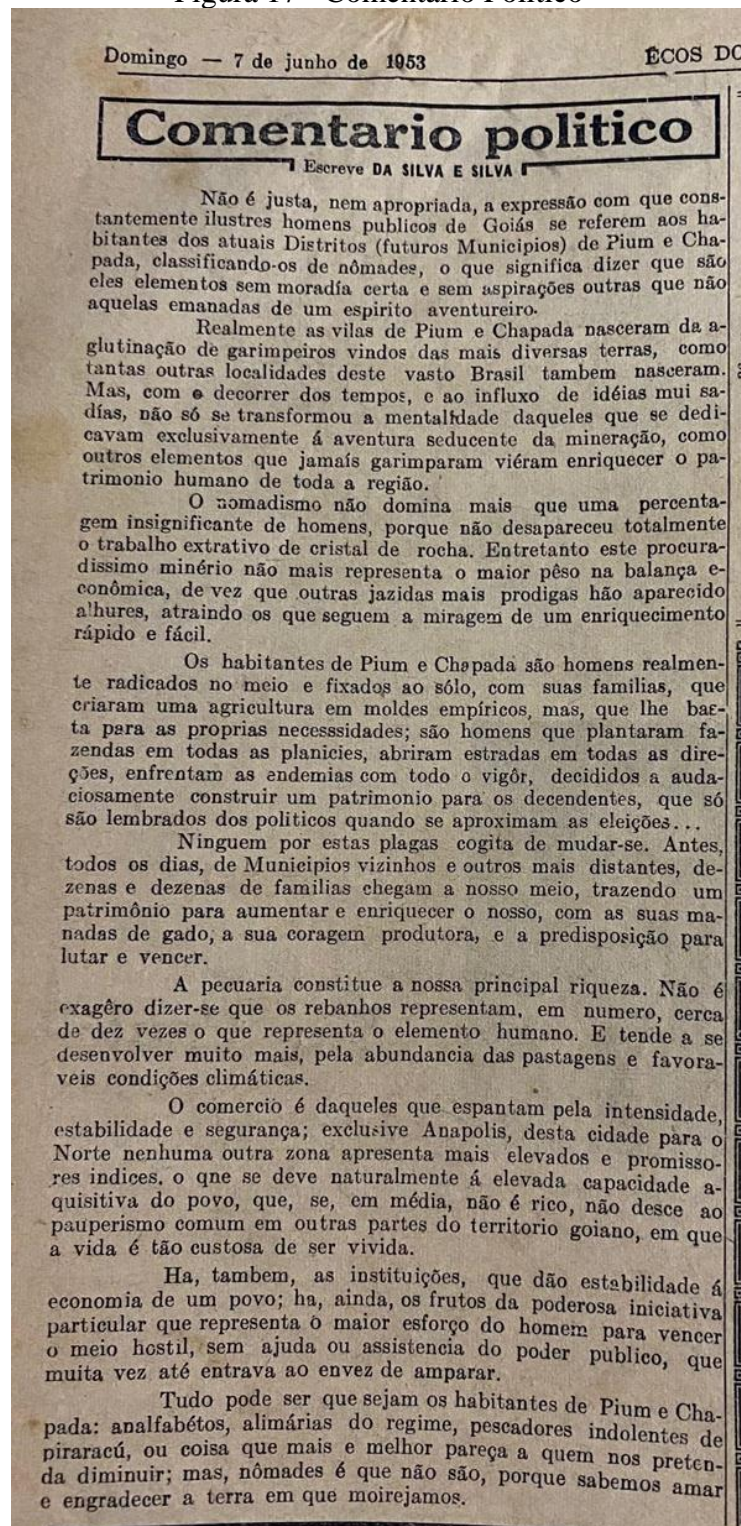 Figura 17 - Comentário Político
Domingo — 7 de junho de 1953
ÉCOS DO
Comentario politico
Escreve DA SILVA E SILVA
Não é justa, nem apropriada, a expressão com que cons-
tantemente ilustres homens publicos de Goiás se referem aos ha-
bitantes dos atuais Distritos (futuros Municipios) de Pium e Cha-
pada, classificando-os de nômades, o que significa dizer que são
eles elementos sem moradía certa e sem aspirações outras que não
aquelas emanadas de um espirito aventureiro.
Realmente as vilas de Pium e Chapada nasceram da a-
glutinação de garimpeiros vindos das mais diversas terras, como
tantas outras localidades deste vasto Brasil tambem nasceram.
Mas, com o decorrer dos tempos, e ao influxo de idéias mui sa-
días, não só se transformou a mentalidade daqueles que se dedi-
cavam exclusivamente á aventura seducente da mineração, como
outros elementos que jamaís garimparam viéram enriquecer o pa-
trimonio humano de toda a região.
O nomadismo não domina mais que uma percenta-
gem insignificante de homens, porque não desapareceu totalmente
o trabalho extrativo de cristal de rocha. Entretanto este procura-
dissimo minério não mais representa o maior pêso na balança e-
conômica, de vez que outras jazidas mais prodigas hão aparecido
alhures, atraindo os que seguem a miragem de um enriquecimento
rápido e fácil.
Os habitantes de Pium e Chapada são homens realmen-
te radicados no meio e fixados ao sólo, com suas familias, que
criaram uma agricultura em moldes empíricos, mas, que lhe bas-
ta para as proprias necesssidades; são homens que plantaram fa-
zendas em todas as planicies, abriram estradas em todas as dire-
ções, enfrentam as endemias com todo o vigôr, decididos a auda-
ciosamente construir um patrimonio para os decendentes, que só
são lembrados dos politicos quando se aproximam as eleições...
Ninguem por estas plagas cogita de mudar-se. Antes,
todos os dias, de Municipios vizinhos e outros mais distantes, de-
zenas e dezenas de familias chegam a nosso meio, trazendo um
patrimônio para aumentar e enriquecer o nosso, com as suas ma-
nadas de gado, a sua coragem produtora, e a predisposição para
lutar e vencer.
A pecuaria constitue a nossa principal riqueza. Não é
exagêro dizer-se que os rebanhos representam, em numero, cerca
de dez vezes o que representa o elemento humano. E tende a se
desenvolver muito mais, pela abundancia das pastagens e favora-
veis condições climáticas.
O comercio é daqueles que espantam pela intensidade,
estabilidade e segurança; exclusive Anapolis, desta cidade para o
Norte nenhuma outra zona apresenta mais elevados e promisso-
res indices. o qne se deve naturalmente á elevada capacidade a-
quisitiva do povo, que, se, em média, não é rico, não desce ao
pauperismo comum em outras partes do territorio goiano, em que
a vida é tão custosa de ser vivida.
Ha, tambem, as instituições, que dão estabilidade á
economia de um povo; ha, ainda, os frutos da poderosa iniciativa
particular que representa o maior esforço do homem para vencer
o meio hostil, sem ajuda ou assistencia do poder publico, que
muita vez até entrava ao envez de amparar.
Tudo pode ser que sejam os habitantes de Pium e Cha-
pada: analfabétos, alimárias do regime, pescadores indolentes de
piraracú, ou coisa que mais e melhor pareça a quem nos preten-
da diminuir; mas, nômades é que não são, porque sabemos amar
e engradecer a terra em que moirejamos.